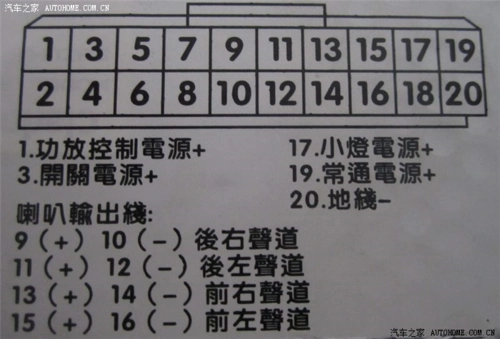 汽车之家 AUTOHOME.COM.CN
1 3 5 7 9 11 13 15 17 19
2 4 6 8 10 12 14 16 18 20
1.功放控制電源+ 17.小燈電源+
3.開關電源+ 19.常通電源+
20.地綫-
喇叭輸出綫:
9(+) 10(-)後右聲道
11(+) 12(-)後左聲道
13(+) 14(-)前右聲道
15(+) 16(-)前左聲道
汽车之家 AUTOHOME.COM.CN